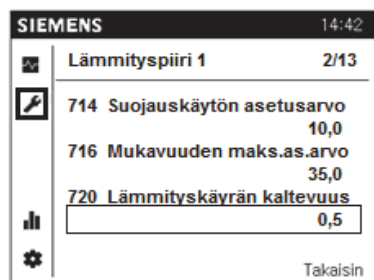 SIEMENS 14:42
Lämmityspiiri 1 2/13
714 Suojauskäytön asetusarvo
10,0
716 Mukavuuden maks.as.arvo
35,0
720 Lämmityskäyrän kaltevuus
0,5
Takaisin